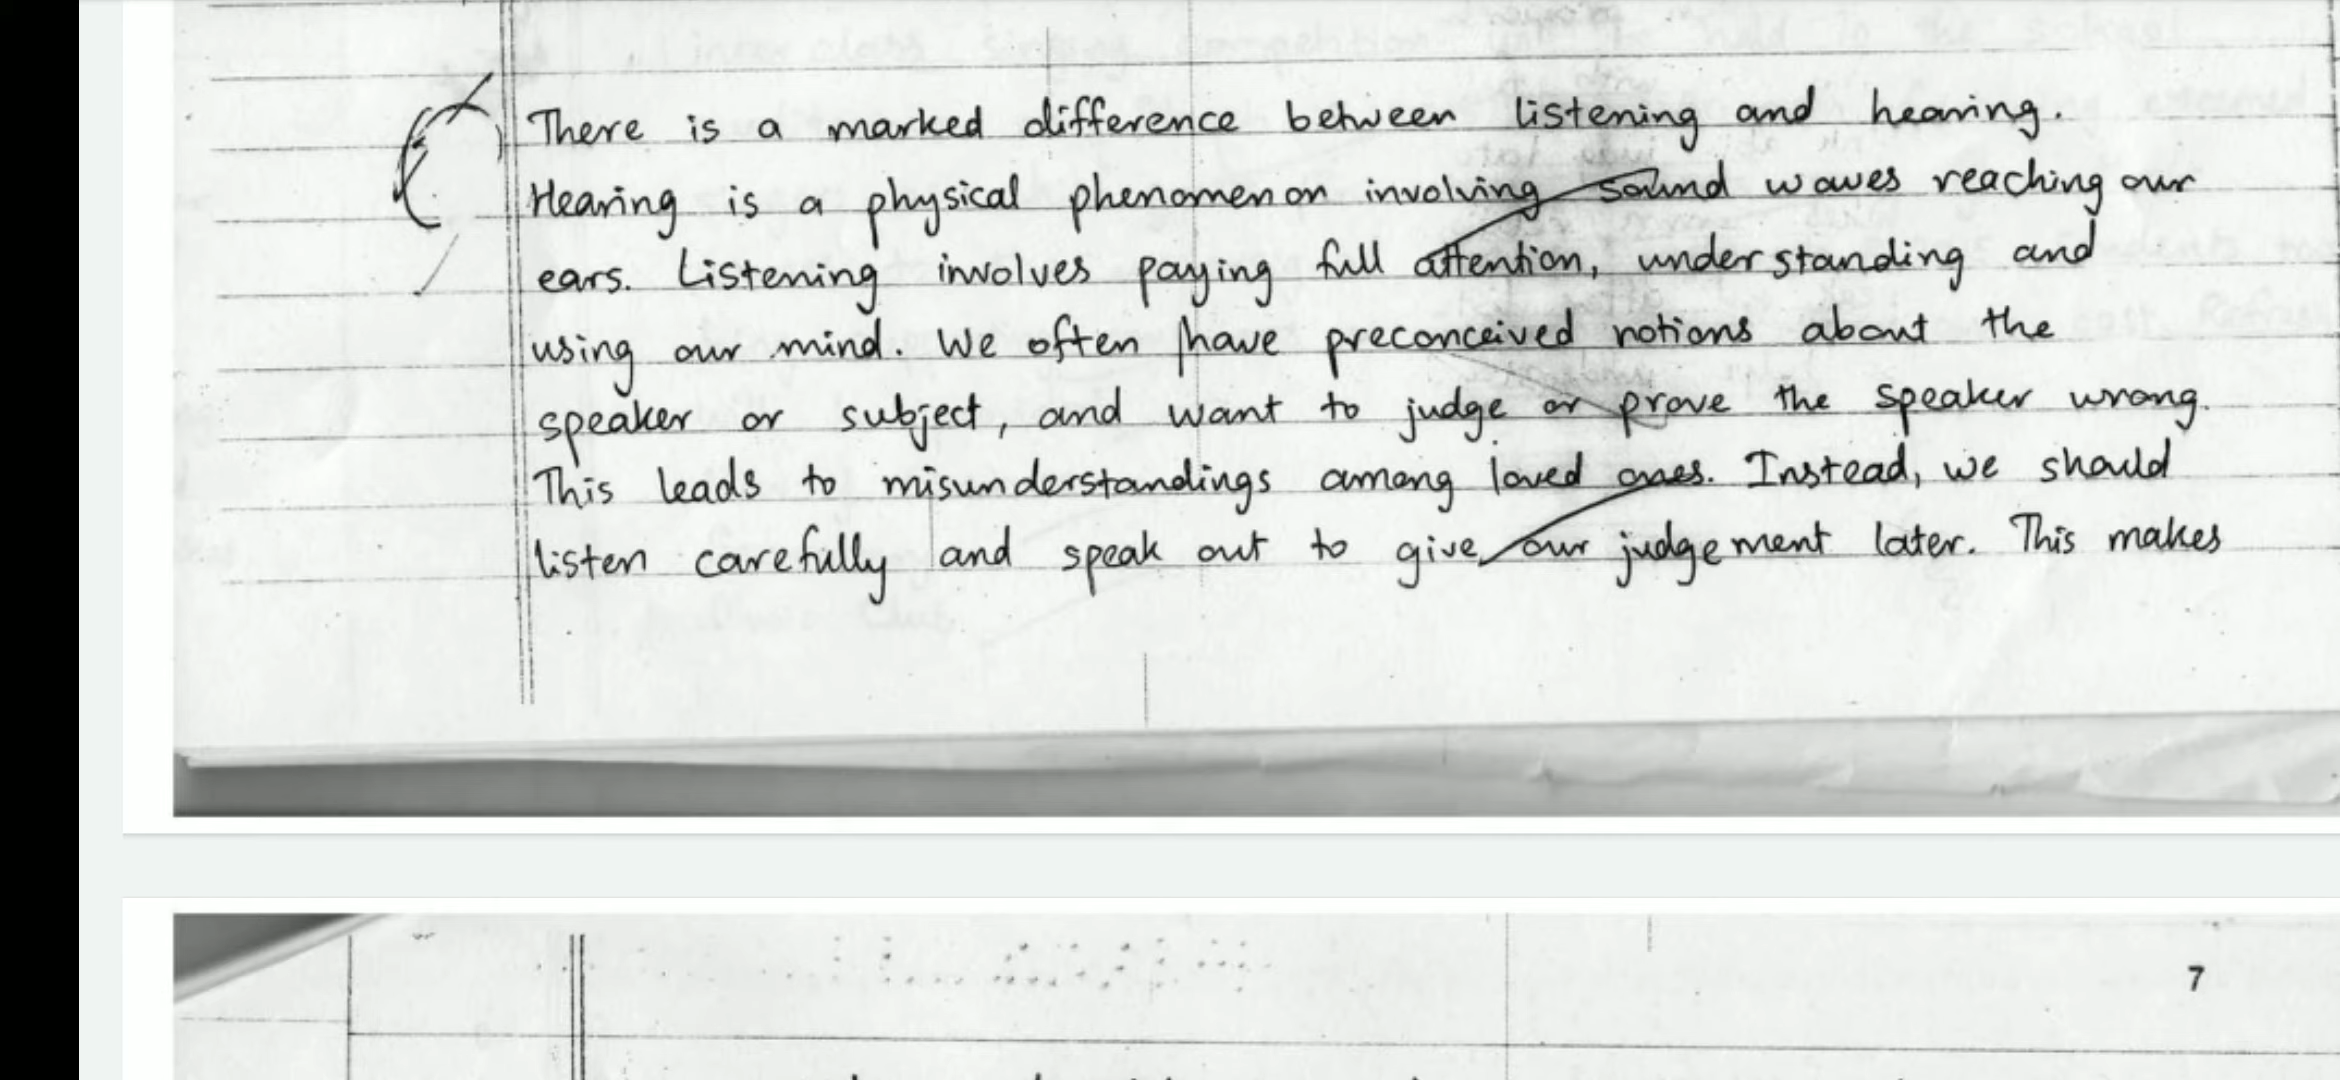 There is a marked difference between listening and hearing.
Hearing is a physical phenomenon involving sound waves reaching our
ears. Listening involves paying full attention, understanding and
using our mind. We often have preconceived notions about the
speaker or subject, and want to judge or prove the speaker wrong.
This leads to misunderstandings among loved ones. Instead, we should
listen carefully and speak out to give our judgement later. This makes
7